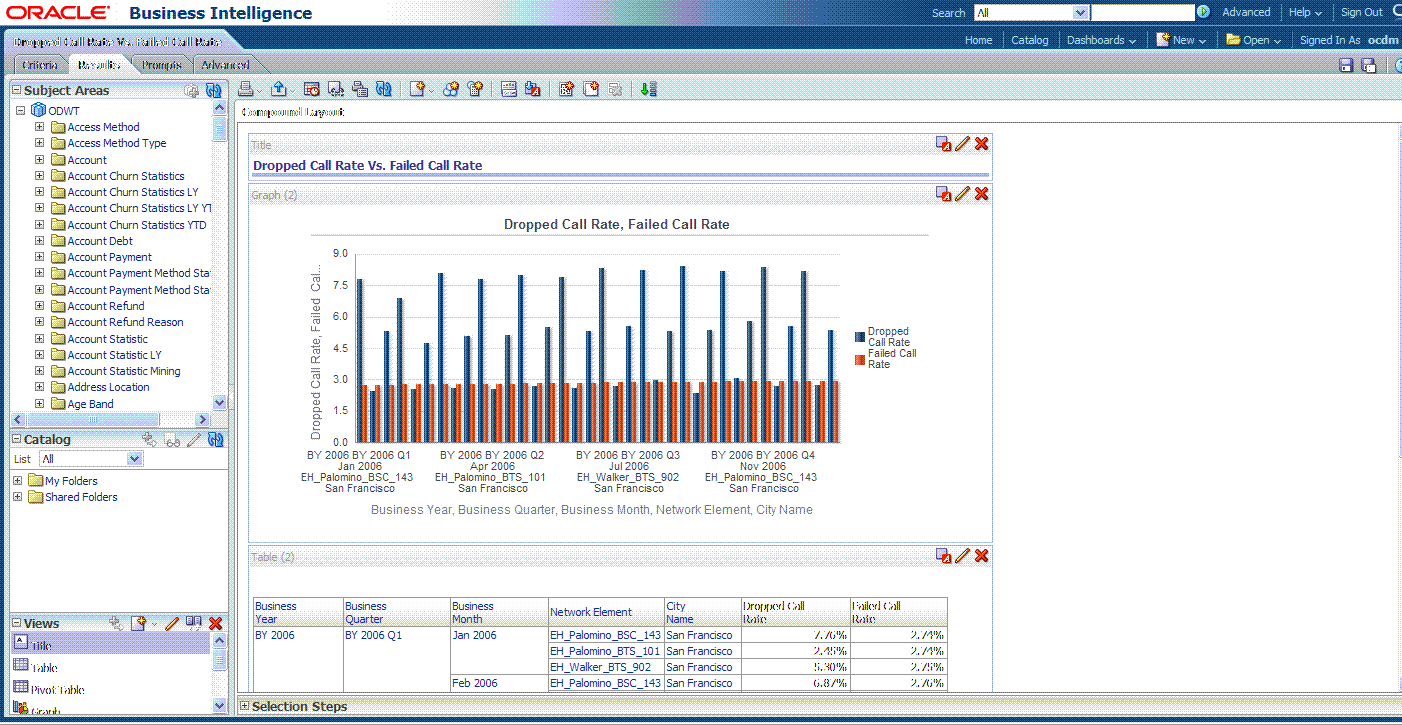 ORACLE Business Intelligence
Search All Advanced Help Sign Out
Dropped Call Rate Vs. Failed Call Rate
Home Catalog Dashboards New Open Signed In As ocdm
Criteria Results Prompts Advanced
Subject Areas
ODWT
Access Method
Access Method Type
Account
Account Churn Statistics
Account Churn Statistics LY
Account Churn Statistics LY YT
Account Churn Statistics YTD
Account Debt
Account Payment
Account Payment Method Sta
Account Payment Method Sta
Account Refund
Account Refund Reason
Account Statistic
Account Statistic LY
Account Statistic Mining
Address Location
Age Band
Catalog
List All
My Folders
Shared Folders
Views
Title
Table
Pivot Table
Graph
Compound Layout
Title
Dropped Call Rate Vs. Failed Call Rate
Graph (2)
Dropped Call Rate, Failed Call Rate
Dropped Call Rate, Failed Cal...
9.0
7.5
6.0
4.5
3.0
1.5
0.0
BY 2006 BY 2006 Q1
Jan 2006
EH_Palomino_BSC_143
San Francisco
BY 2006 BY 2006 Q2
Apr 2006
EH_Palomino_BTS_101
San Francisco
BY 2006 BY 2006 Q3
Jul 2006
EH_Walker_BTS_902
San Francisco
BY 2006 BY 2006 Q4
Nov 2006
EH_Palomino_BSC_143
San Francisco
Business Year, Business Quarter, Business Month, Network Element, City Name
Dropped
Call Rate
Failed Call
Rate
Table (2)
Business Year Business Quarter Business Month Network Element City Name Dropped Call Rate Failed Call Rate
BY 2006 BY 2006 Q1 Jan 2006 EH_Palomino_BSC_143 San Francisco 7.76% 2.74%
EH_Palomino_BTS_101 San Francisco 2.45% 2.74%
EH_Walker_BTS_902 San Francisco 5.30% 2.75%
Feb 2006 EH_Palomino_BSC_143 San Francisco 6.87% 2.76%
Selection Steps